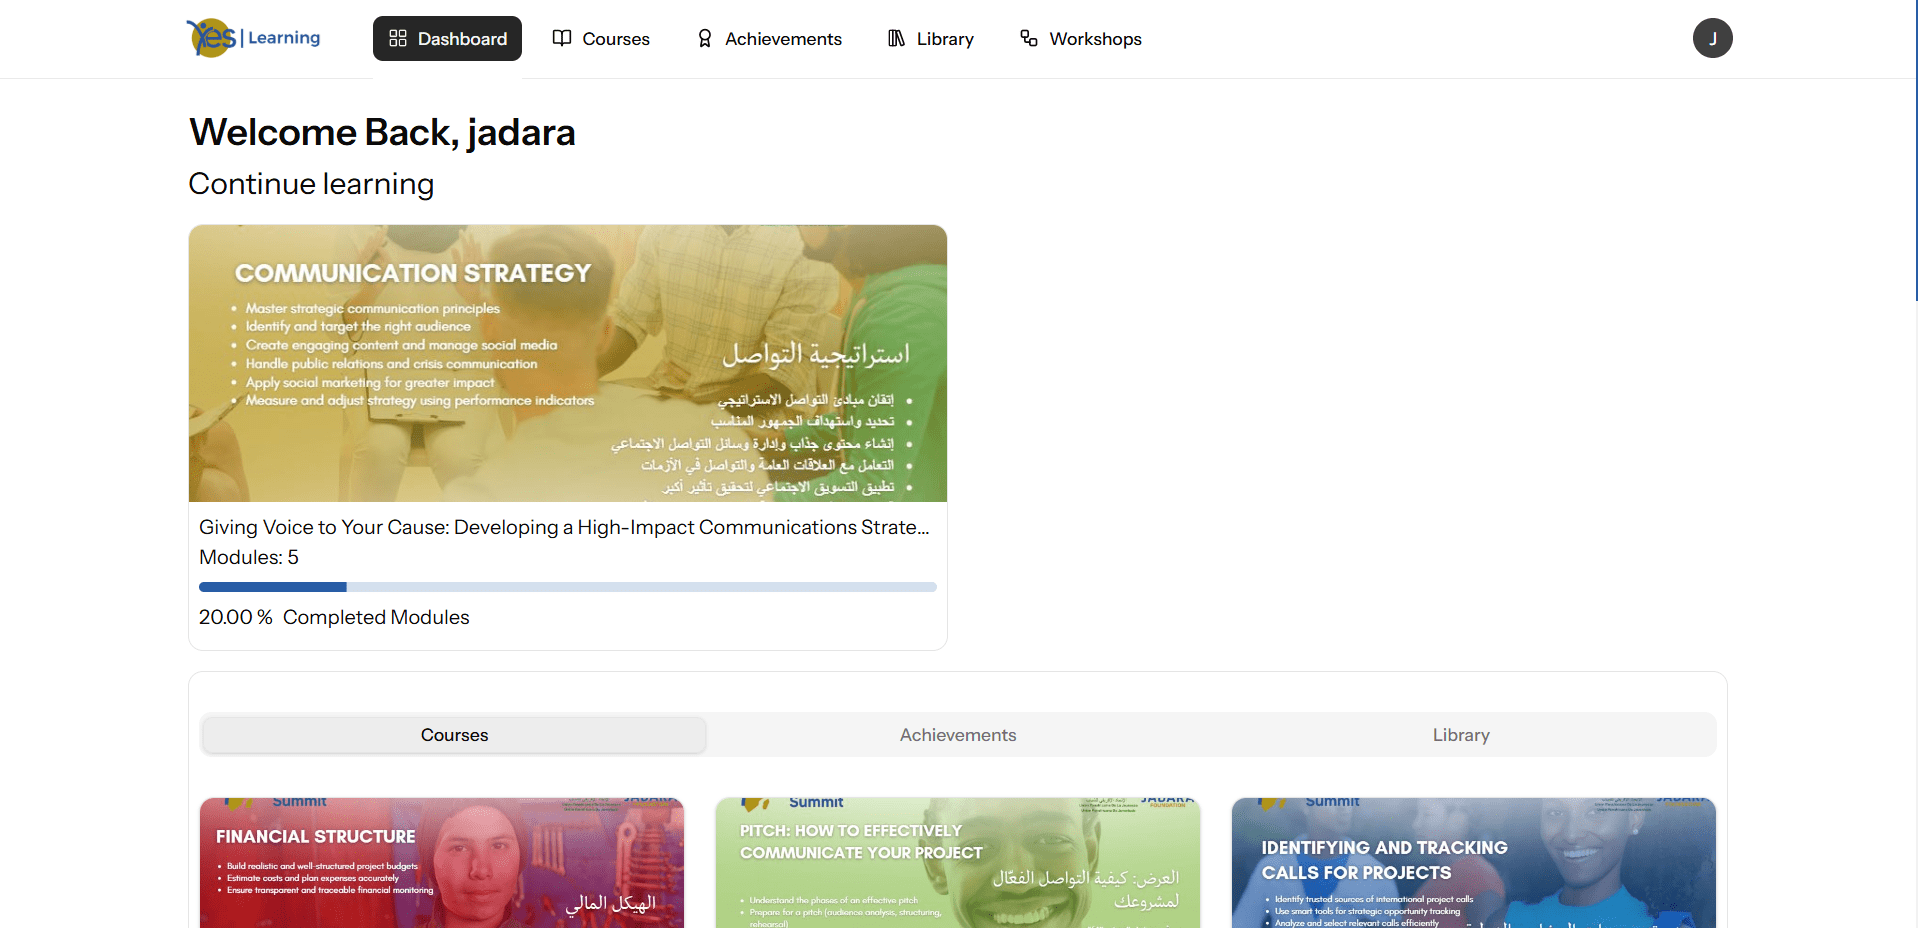 Yes | Learning
Dashboard
Courses
Achievements
Library
Workshops
J
Welcome Back, jadara
Continue learning
COMMUNICATION STRATEGY
• Master strategic communication principles
• Identify and target the right audience
• Create engaging content and manage social media
• Handle public relations and crisis communication
• Apply social marketing for greater impact
• Measure and adjust strategy using performance indicators
استراتيجية التواصل
• إتقان مبادئ التواصل الاستراتيجي
• تحديد واستهداف الجمهور المناسب
• إنشاء محتوى جذاب وإدارة وسائل التواصل الاجتماعي
• التعامل مع العلاقات العامة والتواصل في الأزمات
• تطبيق التسويق الاجتماعي لتحقيق تأثير أكبر
Giving Voice to Your Cause: Developing a High-Impact Communications Strate...
Modules: 5
20.00 % Completed Modules
Courses
Achievements
Library
Summit
JADARA
FINANCIAL STRUCTURE
• Build realistic and well-structured project budgets
• Estimate costs and plan expenses accurately
• Ensure transparent and traceable financial monitoring
الهيكل المالي
Summit
JADARA
FOUNDATION
PITCH: HOW TO EFFECTIVELY
COMMUNICATE YOUR PROJECT
العرض: كيفية التواصل الفعّال
لمشروعك
• Understand the phases of an effective pitch
• Prepare for a pitch (audience analysis, structuring,
rehearsal)
Summit
JADARA
FOUNDATION
IDENTIFYING AND TRACKING
CALLS FOR PROJECTS
• Identify trusted sources of international project calls
• Use smart tools for strategic opportunity tracking
• Analyze and select relevant calls efficiently